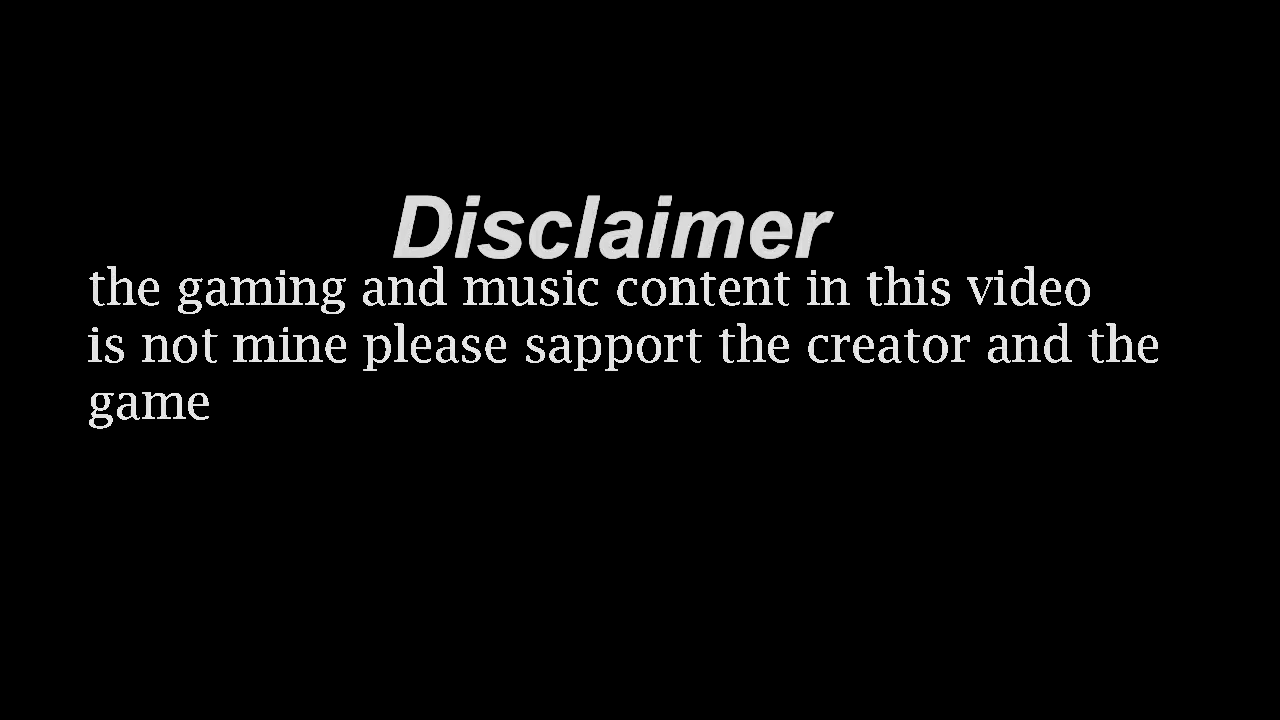 Disclaimer
the gaming and music content in this video
is not mine please sapport the creator and the
game